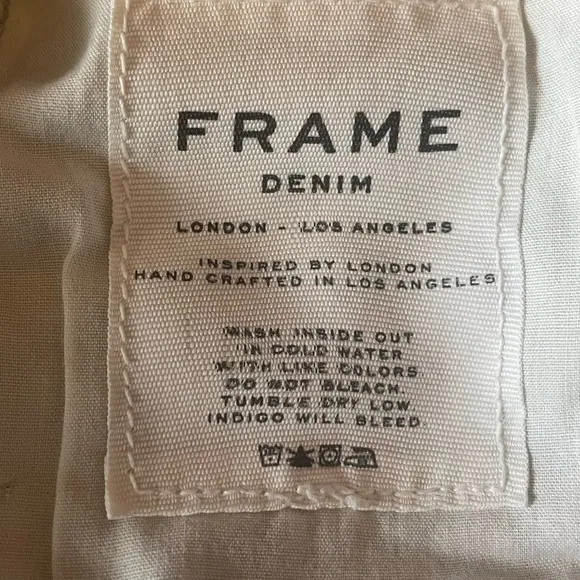 FRAME
DENIM
LONDON - LOS ANGELES
INSPIRED BY LONDON
HAND CRAFTED IN LOS ANGELES
WASH INSIDE OUT
IN COLD WATER
WITH LIKE COLORS
DO NOT BLEACH.
TUMBLE DRY LOW
INDIGO WILL BLEED.